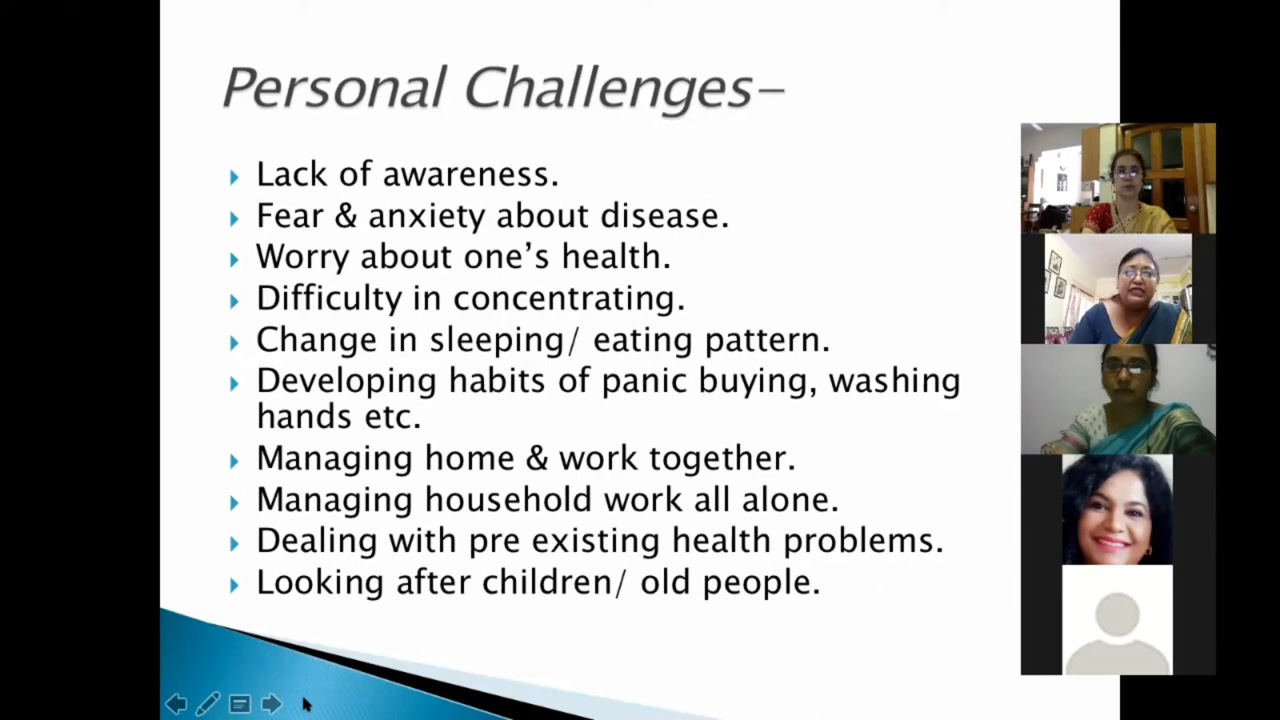 Personal Challenges-
Lack of awareness.
Fear & anxiety about disease.
Worry about one’s health.
Difficulty in concentrating.
Change in sleeping/ eating pattern.
Developing habits of panic buying, washing
hands etc.
Managing home & work together.
Managing household work all alone.
Dealing with pre existing health problems.
Looking after children/ old people.